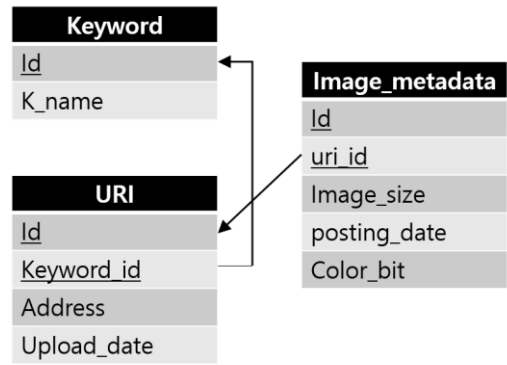 Keyword
Id
K_name
Image_metadata
Id
uri_id
Image_size
posting_date
Color_bit
URI
Id
Keyword_id
Address
Upload_date